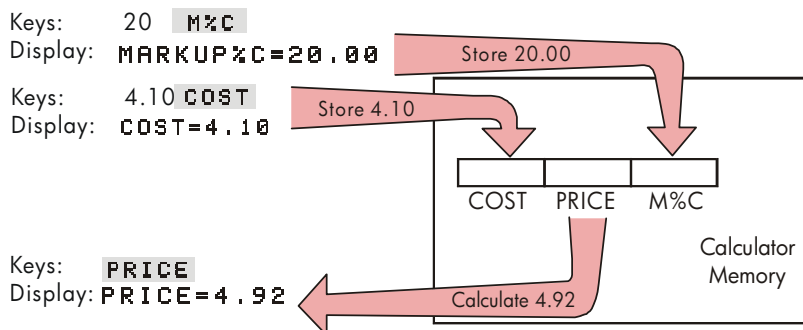 Keys: 20 M%C
Display: MARKUP%C=20.00
Store 20.00
Keys: 4.10 COST
Display: COST=4.10
Store 4.10
COST PRICE M%C
Calculator
Memory
Keys: PRICE
Display: PRICE=4.92
Calculate 4.92